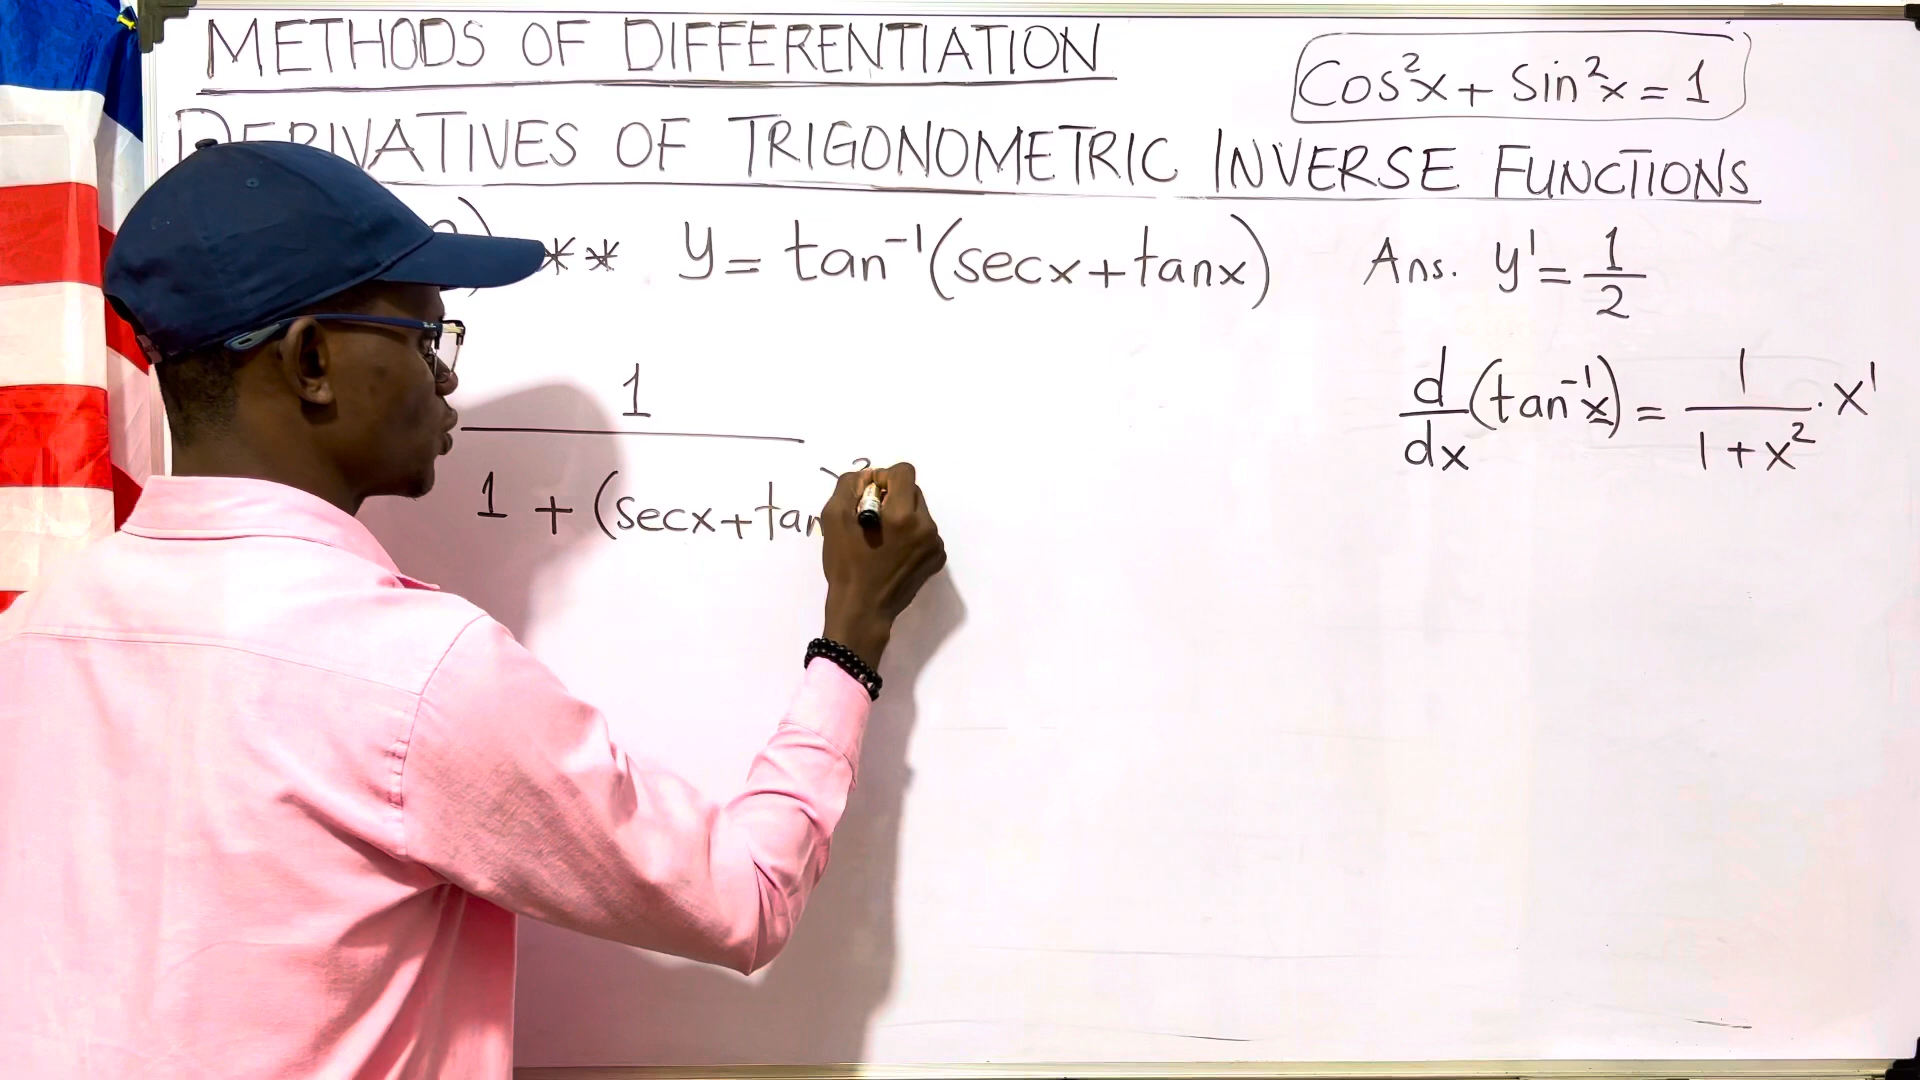 METHODS OF DIFFERENTIATION
Cos²x + Sin²x = 1
DERIVATIVES OF TRIGONOMETRIC INVERSE FUNCTIONS
) ** y = tan⁻¹(secx+tanx) Ans. y' = 1/2
1
1 + (secx+tan )²
d/dx (tan⁻¹x) = 1/(1+x²) · x'